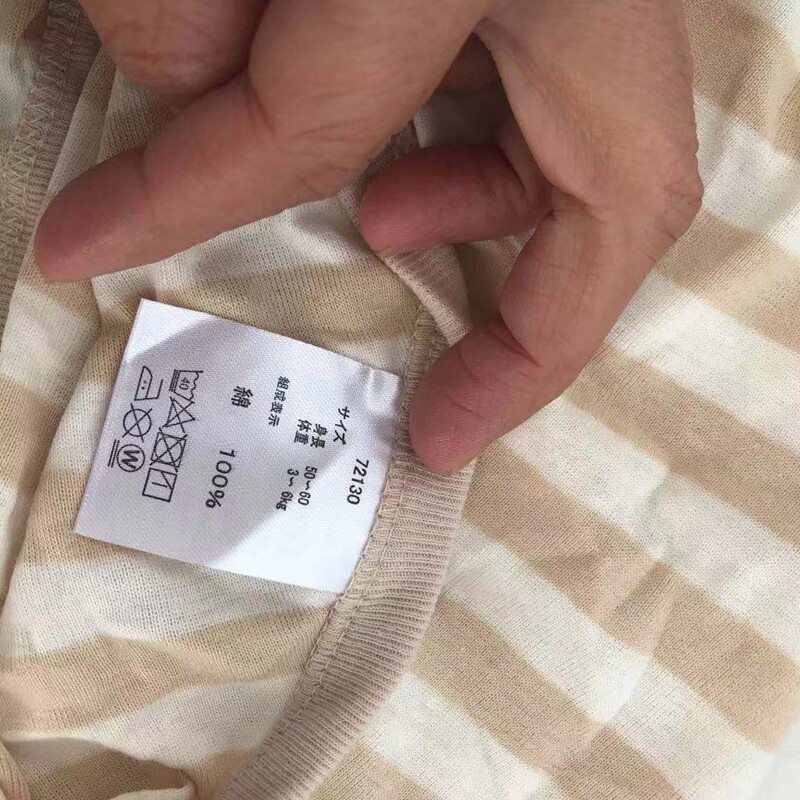 サイズ 72130
身長 50~60
体重 3~6kg
組成表示
綿 100%
40
W